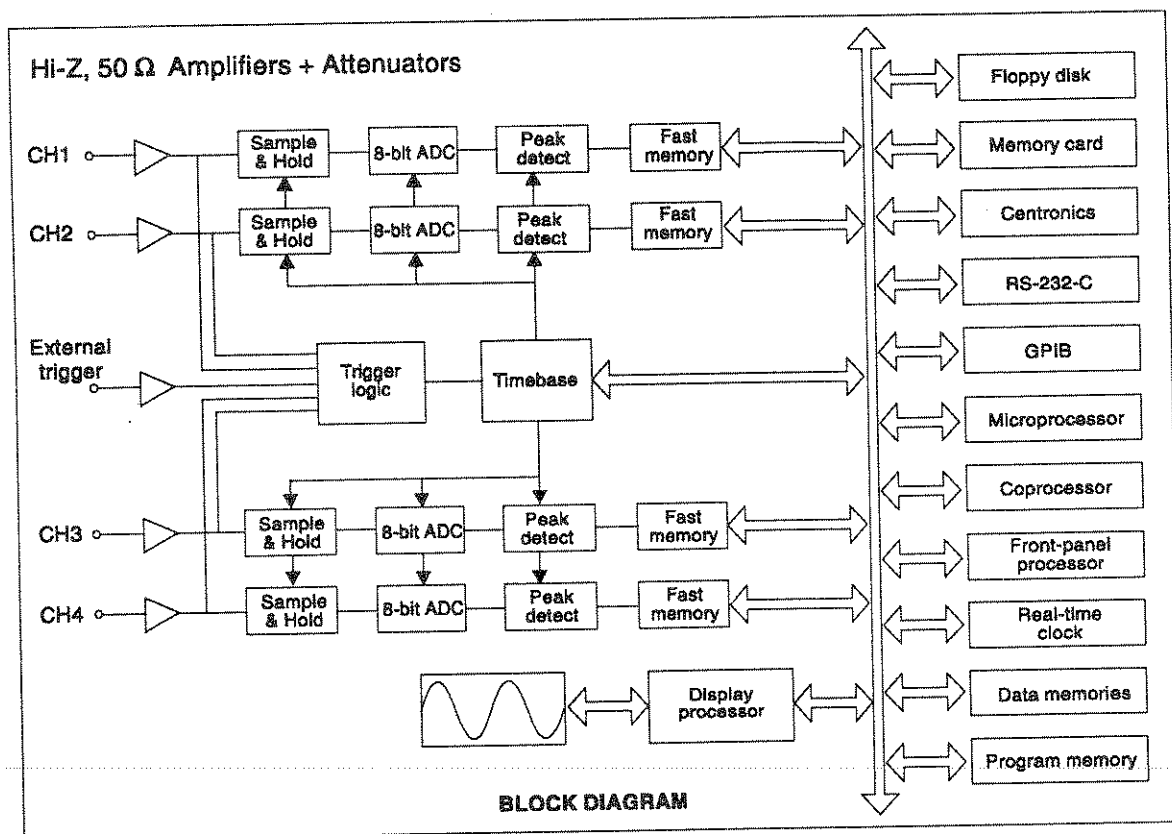 Hi-Z, 50 Ω Amplifiers + Attenuators
CH1
Sample
& Hold
8-bit ADC
Peak
detect
Fast
memory
CH2
Sample
& Hold
8-bit ADC
Peak
detect
Fast
memory
External
trigger
Trigger
logic
Timebase
CH3
Sample
& Hold
8-bit ADC
Peak
detect
Fast
memory
CH4
Sample
& Hold
8-bit ADC
Peak
detect
Fast
memory
Display
processor
Floppy disk
Memory card
Centronics
RS-232-C
GPIB
Microprocessor
Coprocessor
Front-panel
processor
Real-time
clock
Data memories
Program memory
BLOCK DIAGRAM